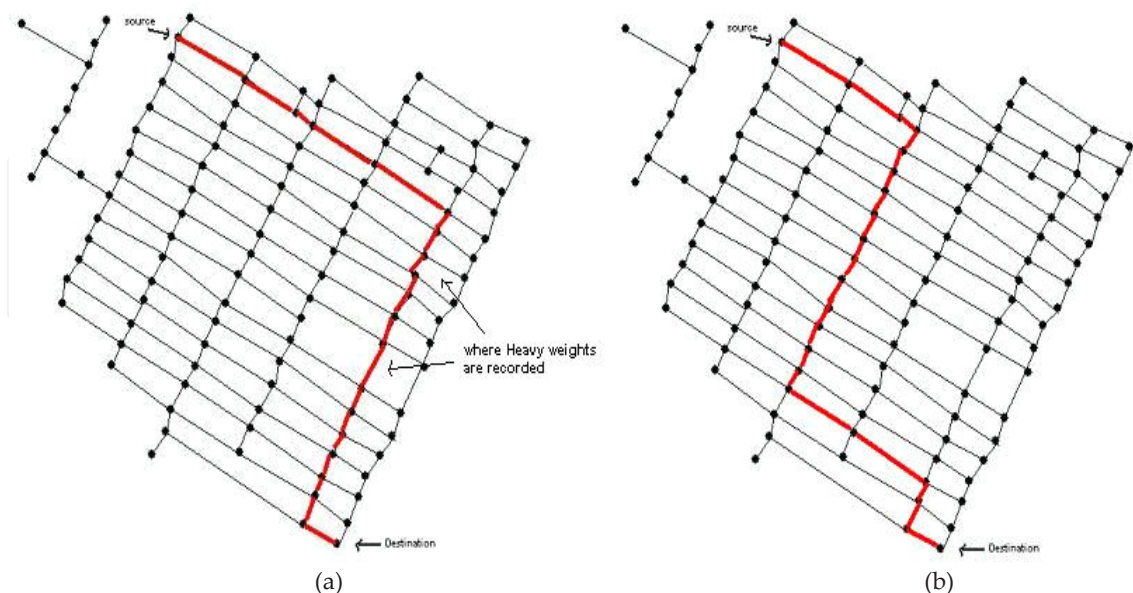 source
source
where Heavy weights
are recorded
Destination
Destination
(a)
(b)